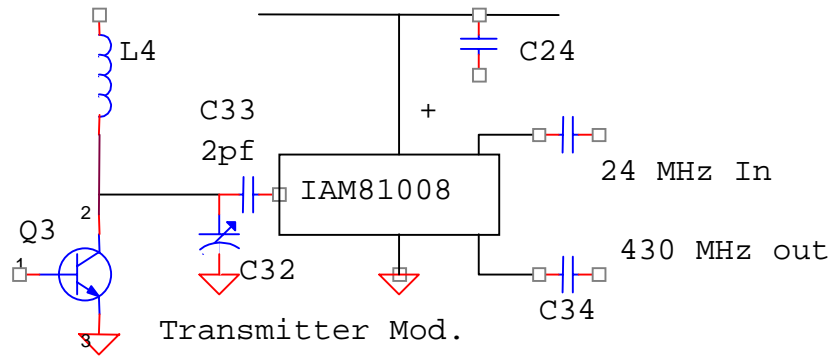 L4
C24
C33
2pf
+
IAM81008
24 MHz In
2
Q3
1
C32
430 MHz out
C34
3
Transmitter Mod.